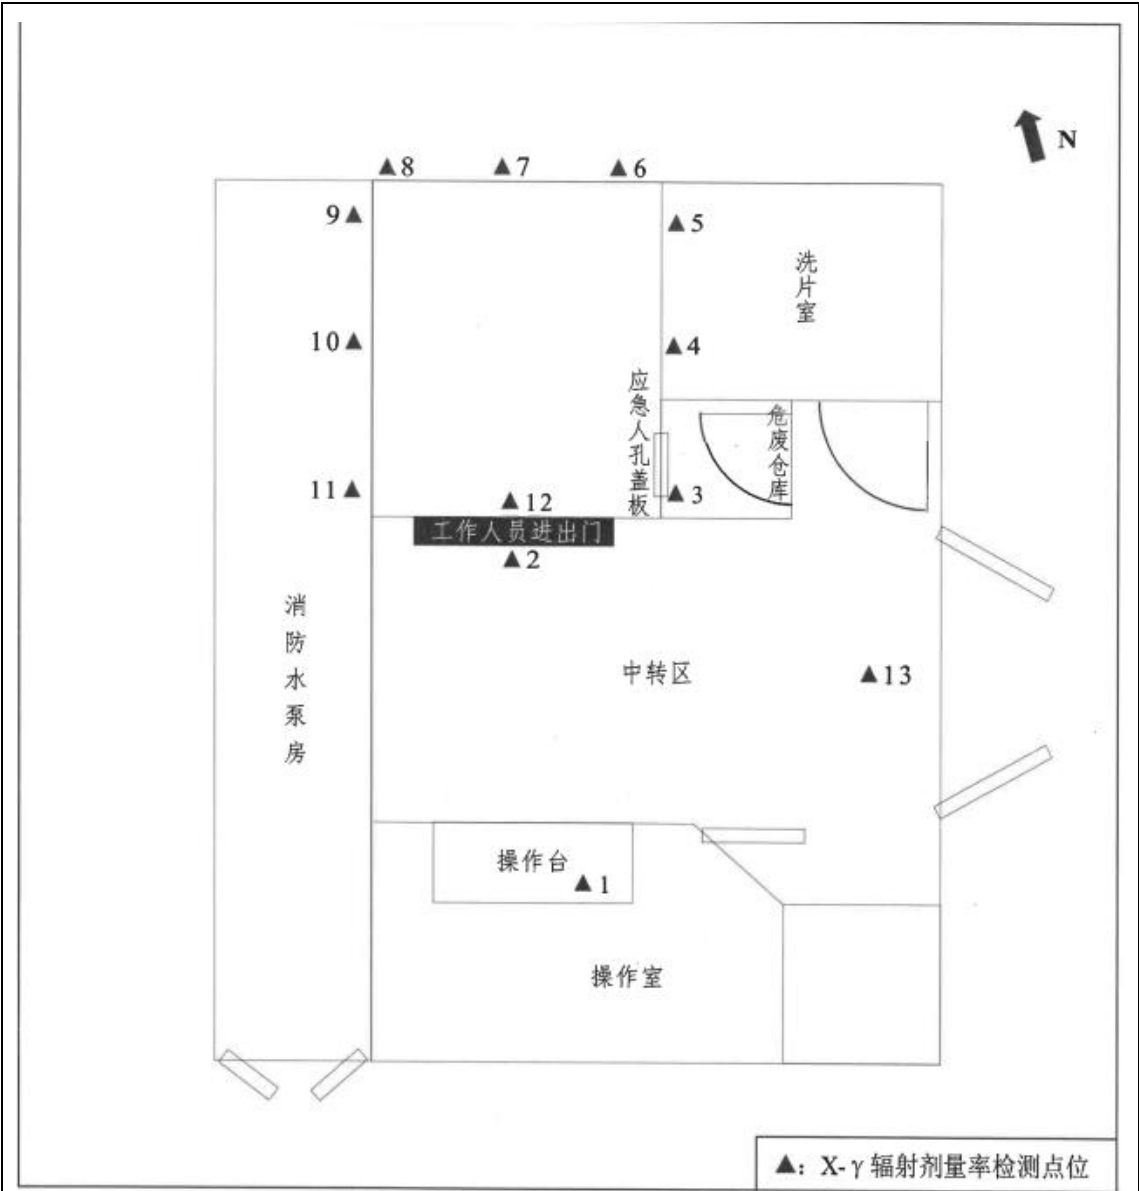 N
▲8
▲7
▲6
9▲
▲5
洗片室
10▲
▲4
应急人孔盖板
危废仓库
11▲
▲3
▲12
工作人员进出门
▲2
消防水泵房
中转区
▲13
操作台
▲1
操作室
▲：X-γ辐射剂量率检测点位